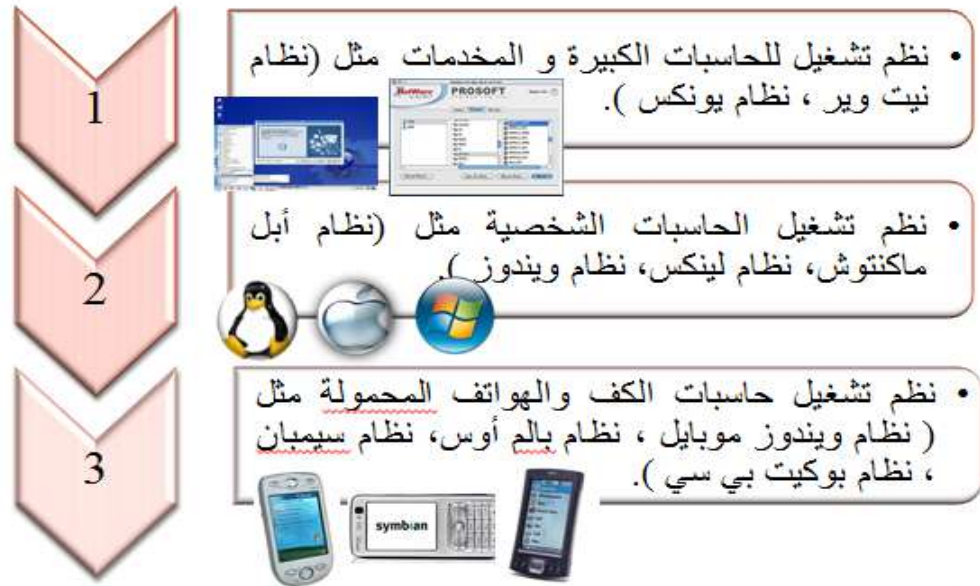 1
• نظم تشغيل للحاسبات الكبيرة و المخدمات مثل (نظام
نيت وير ، نظام يونكس ).
PROSOFT
2
• نظم تشغيل الحاسبات الشخصية مثل (نظام أبل
ماكنتوش، نظام لينكس، نظام ويندوز ).
3
• نظم تشغيل حاسبات الكف والهواتف المحمولة مثل
( نظام ويندوز موبايل ، نظام بالم أوس، نظام سيمبان
، نظام بوكيت بي سي ).
symbian